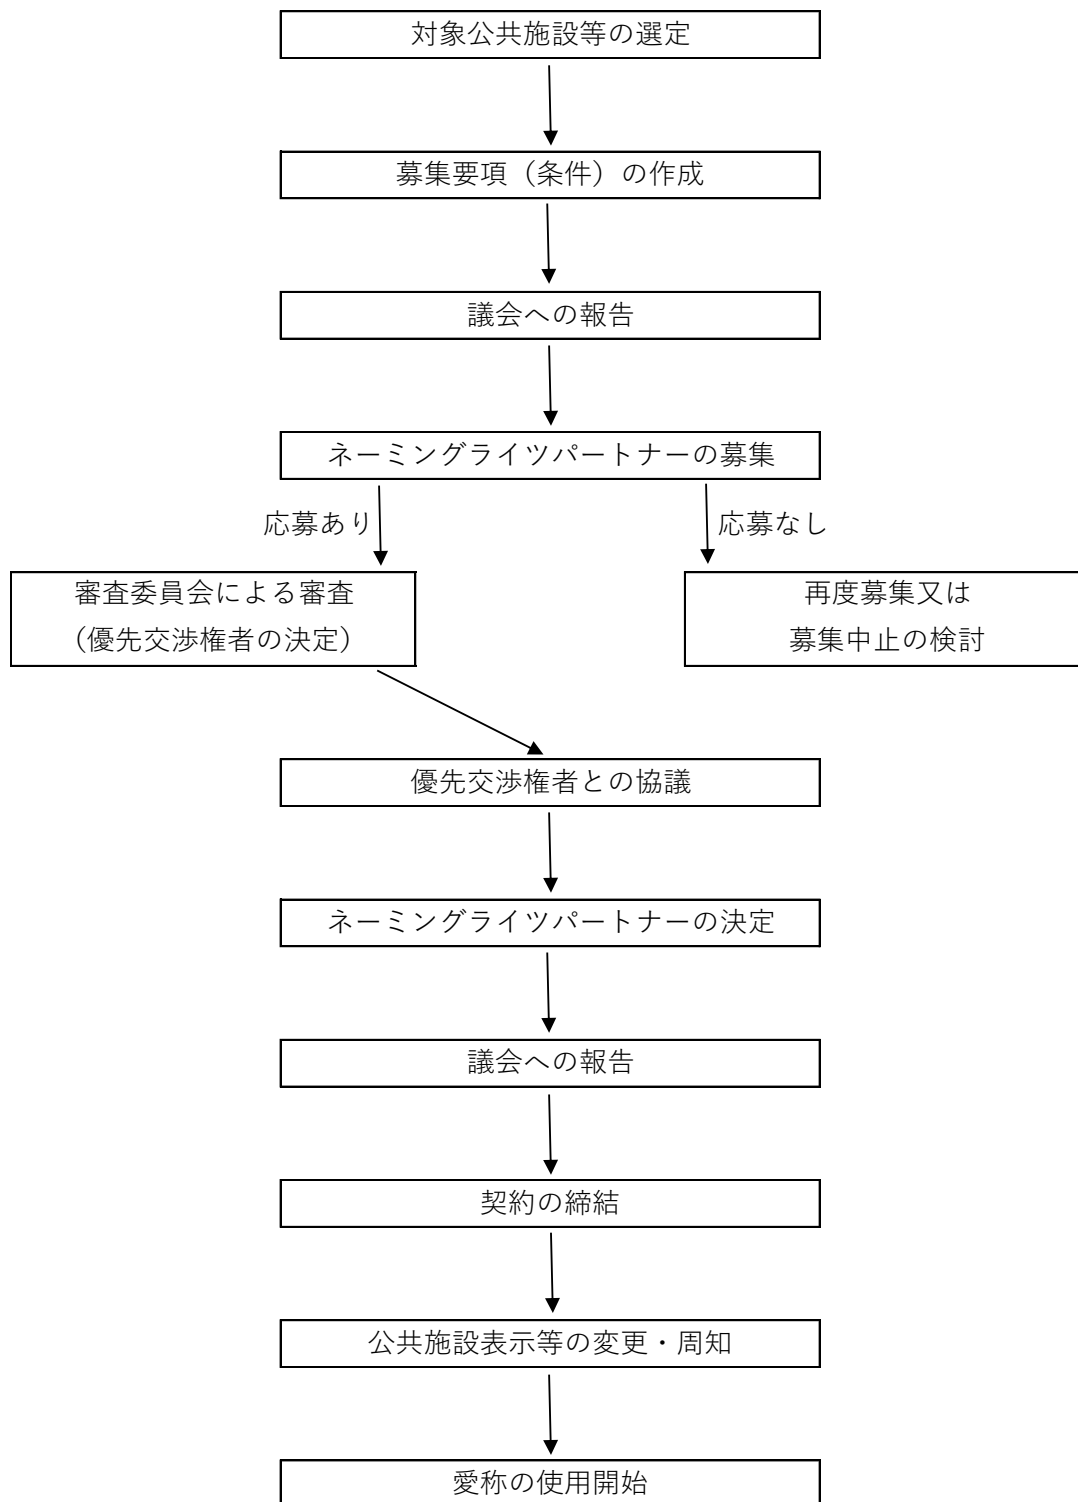 対象公共施設等の選定
募集要項（条件）の作成
議会への報告
ネーミングライツパートナーの募集
応募あり
応募なし
審査委員会による審査
（優先交渉権者の決定）
再度募集又は
募集中止の検討
優先交渉権者との協議
ネーミングライツパートナーの決定
議会への報告
契約の締結
公共施設表示等の変更・周知
愛称の使用開始